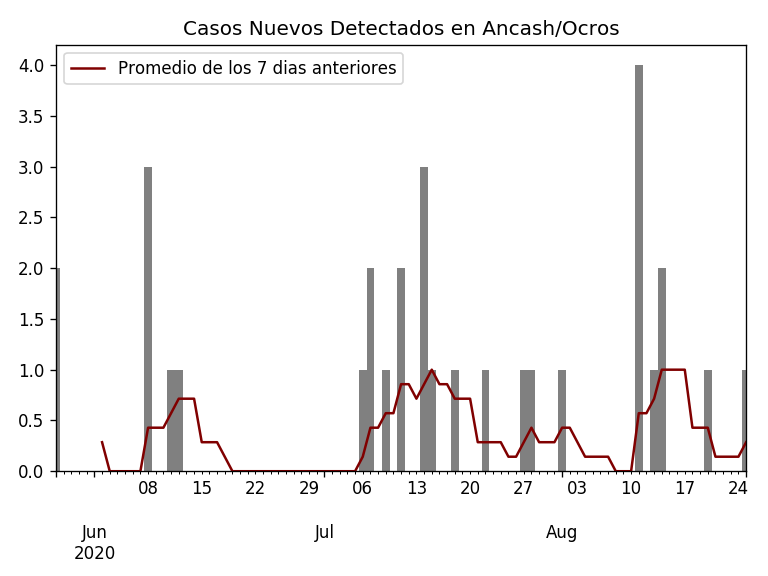 Casos Nuevos Detectados en Ancash/Ocros
Promedio de los 7 dias anteriores
4.0
3.5
3.0
2.5
2.0
1.5
1.0
0.5
0.0
08 15 22 29 06 13 20 27 03 10 17 24
Jun Jul Aug
2020